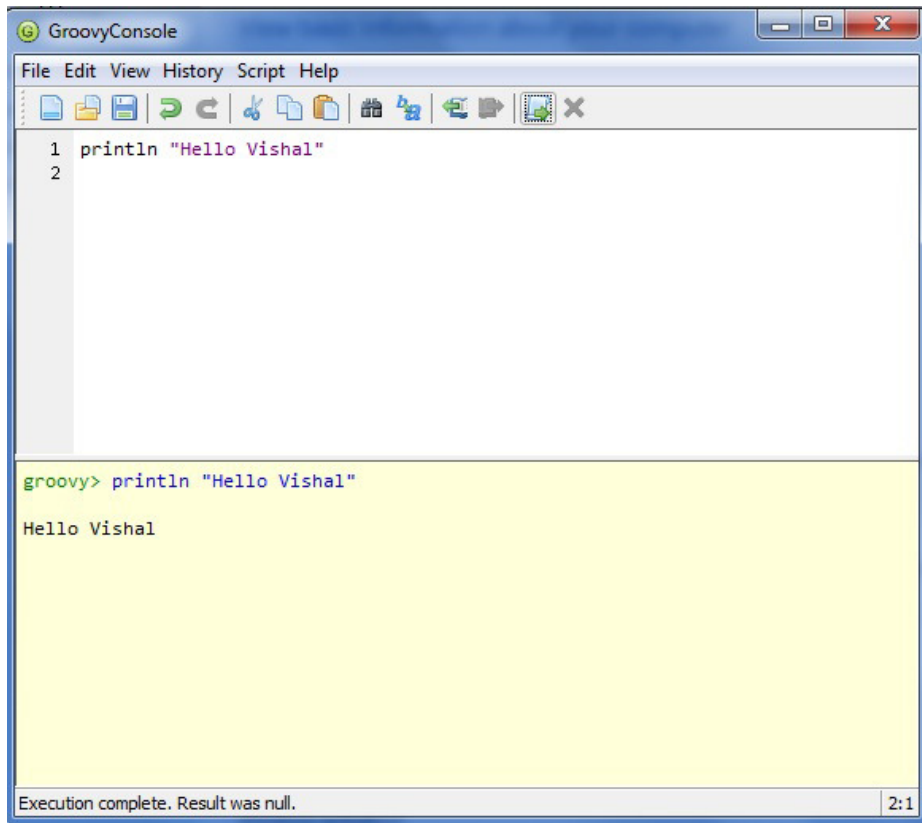 GroovyConsole
File Edit View History Script Help
1 println "Hello Vishal"
2
groovy> println "Hello Vishal"
Hello Vishal
Execution complete. Result was null.
2:1